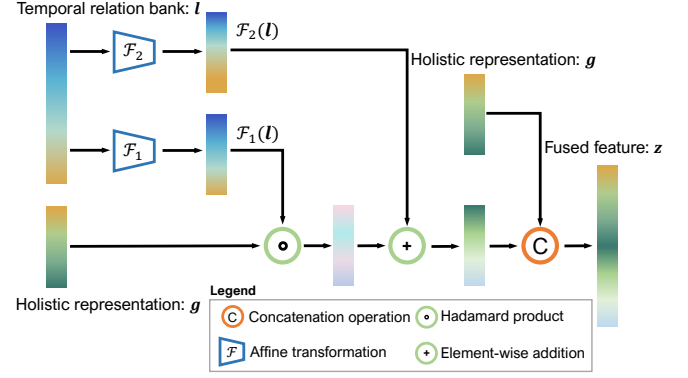 Temporal relation bank: l
F₂
F₂(l)
Holistic representation: g
F₁
F₁(l)
Fused feature: z
C
Holistic representation: g
Legend
C Concatenation operation
Hadamard product
F Affine transformation
+ Element-wise addition